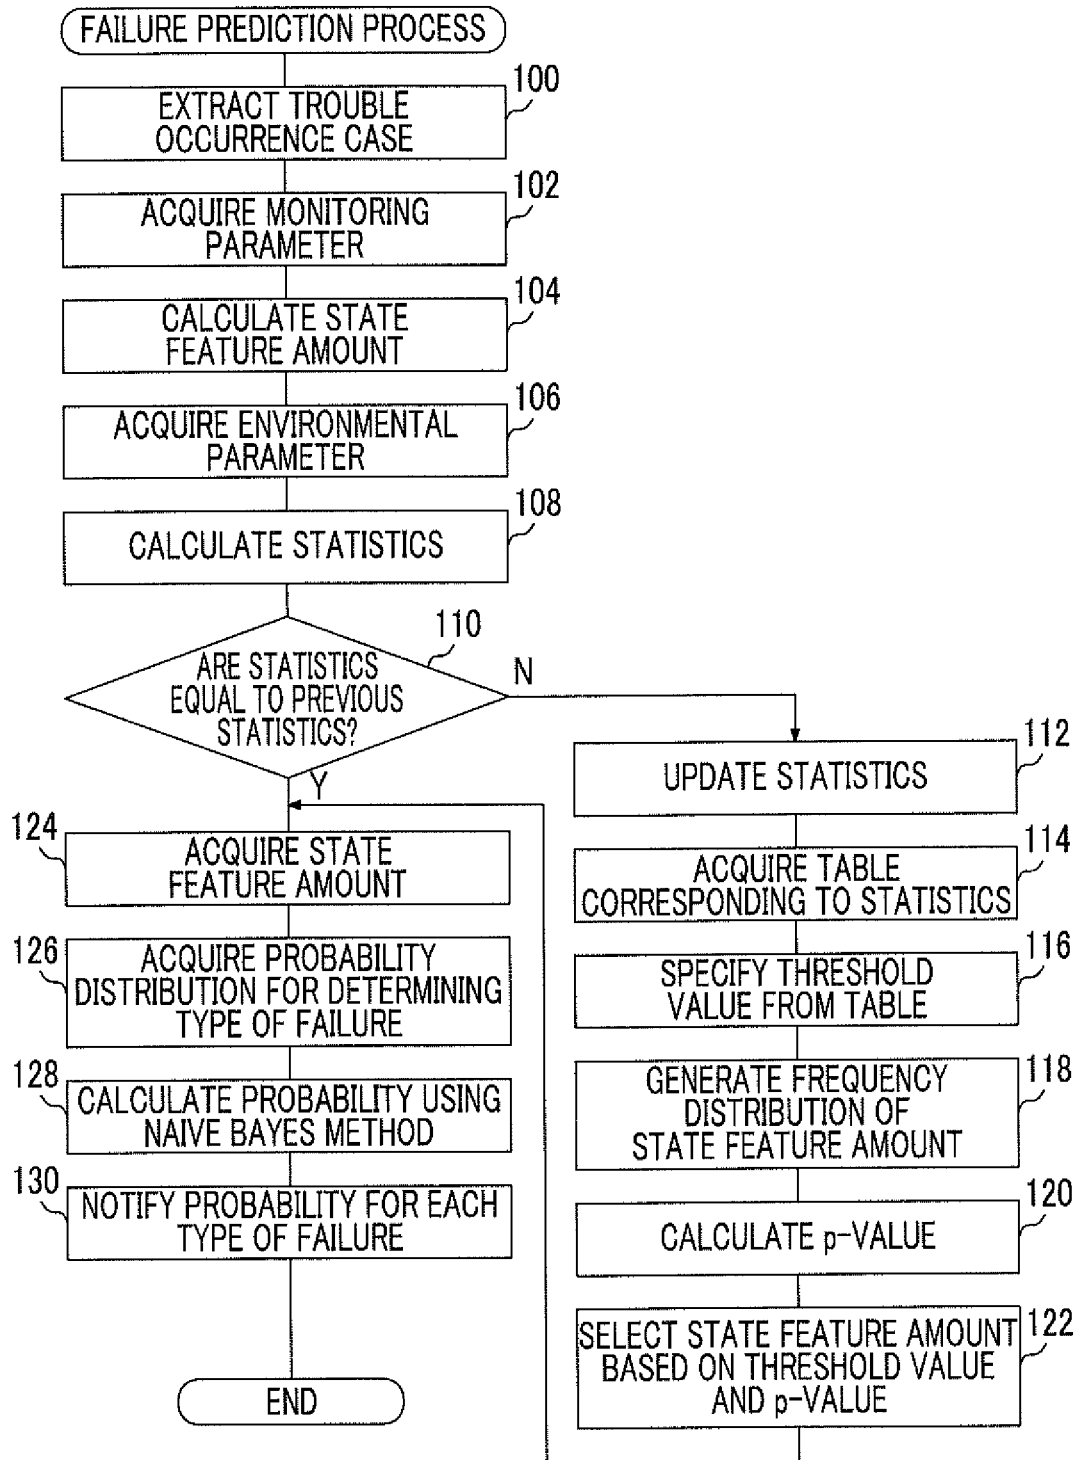 FAILURE PREDICTION PROCESS
100
EXTRACT TROUBLE
OCCURRENCE CASE
102
ACQUIRE MONITORING
PARAMETER
104
CALCULATE STATE
FEATURE AMOUNT
106
ACQUIRE ENVIRONMENTAL
PARAMETER
108
CALCULATE STATISTICS
110
ARE STATISTICS
EQUAL TO PREVIOUS
STATISTICS?
N
Y
112
UPDATE STATISTICS
114
ACQUIRE TABLE
CORRESPONDING TO STATISTICS
116
SPECIFY THRESHOLD
VALUE FROM TABLE
118
GENERATE FREQUENCY
DISTRIBUTION OF
STATE FEATURE AMOUNT
120
CALCULATE p-VALUE
122
SELECT STATE FEATURE AMOUNT
BASED ON THRESHOLD VALUE
AND p-VALUE
124
ACQUIRE STATE
FEATURE AMOUNT
126
ACQUIRE PROBABILITY
DISTRIBUTION FOR DETERMINING
TYPE OF FAILURE
128
CALCULATE PROBABILITY USING
NAIVE BAYES METHOD
130
NOTIFY PROBABILITY FOR EACH
TYPE OF FAILURE
END